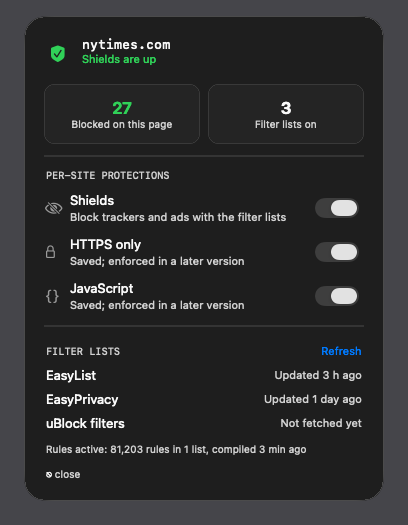 nytimes.com
Shields are up
27
Blocked on this page
3
Filter lists on
PER-SITE PROTECTIONS
Shields
Block trackers and ads with the filter lists
HTTPS only
Saved; enforced in a later version
{} JavaScript
Saved; enforced in a later version
FILTER LISTS Refresh
EasyList Updated 3 h ago
EasyPrivacy Updated 1 day ago
uBlock filters Not fetched yet
Rules active: 81,203 rules in 1 list, compiled 3 min ago
close